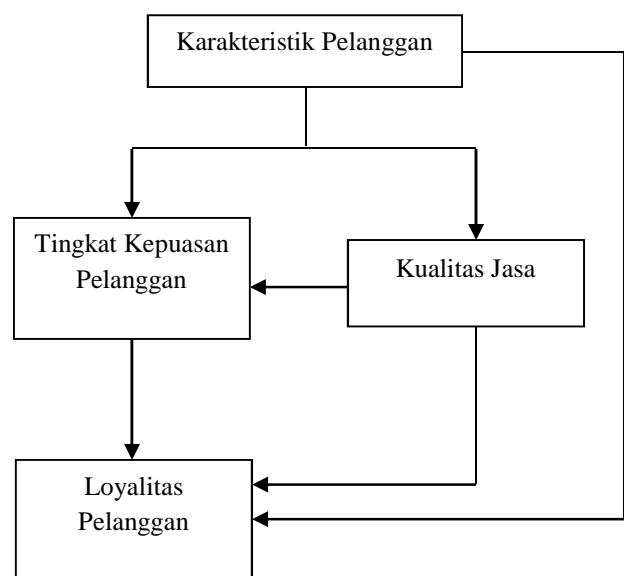 Karakteristik Pelanggan
Tingkat Kepuasan
Pelanggan
Kualitas Jasa
Loyalitas
Pelanggan